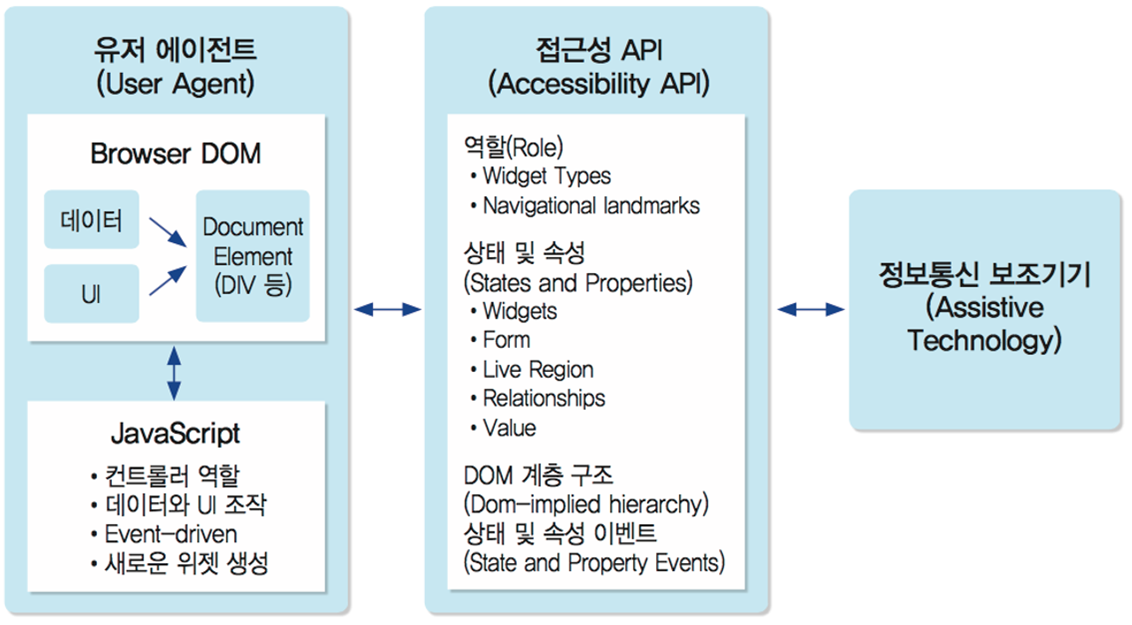 유저 에이전트
(User Agent)
Browser DOM
데이터
UI
Document
Element
(DIV 등)
JavaScript
• 컨트롤러 역할
• 데이터와 UI 조작
• Event-driven
• 새로운 위젯 생성
접근성 API
(Accessibility API)
역할(Role)
• Widget Types
• Navigational landmarks
상태 및 속성
(States and Properties)
• Widgets
• Form
• Live Region
• Relationships
• Value
DOM 계층 구조
(Dom-implied hierarchy)
상태 및 속성 이벤트
(State and Property Events)
정보통신 보조기기
(Assistive
Technology)